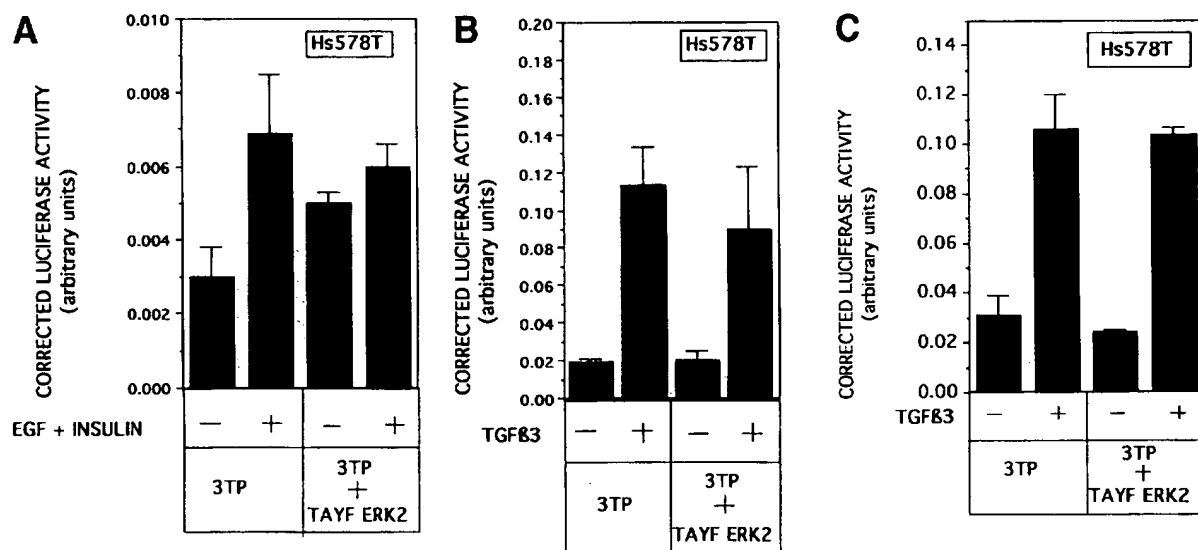 A
CORRECTED LUCIFERASE ACTIVITY
(arbitrary units)
0.010
0.008
0.006
0.004
0.002
0.000
Hs578T
EGF + INSULIN
— + — +
3TP
3TP
+
TAYF ERK2
B
CORRECTED LUCIFERASE ACTIVITY
(arbitrary units)
0.20
0.18
0.16
0.14
0.12
0.10
0.08
0.06
0.04
0.02
0.00
Hs578T
TGFß3
— + — +
3TP
3TP
+
TAYF ERK2
C
CORRECTED LUCIFERASE ACTIVITY
(arbitrary units)
0.14
0.12
0.10
0.08
0.06
0.04
0.02
0.00
Hs578T
TGFß3
— + — +
3TP
3TP
+
TAYF ERK2